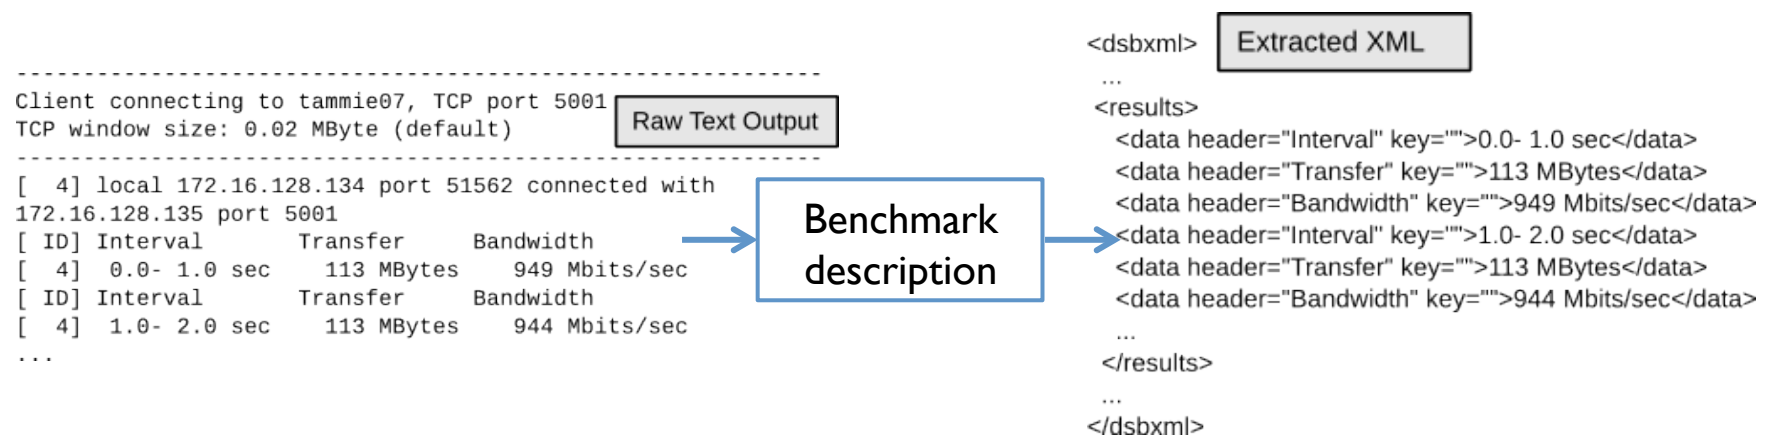 ------------------------------------------------------------
Client connecting to tammie07, TCP port 5001
TCP window size: 0.02 MByte (default)
Raw Text Output
------------------------------------------------------------
[  4] local 172.16.128.134 port 51562 connected with
172.16.128.135 port 5001
[ ID] Interval       Transfer     Bandwidth
[  4]  0.0- 1.0 sec    113 MBytes    949 Mbits/sec
[ ID] Interval       Transfer     Bandwidth
[  4]  1.0- 2.0 sec    113 MBytes    944 Mbits/sec
...
Benchmark
description
<dsbxml>
Extracted XML
...
<results>
<data header="Interval" key="">0.0- 1.0 sec</data>
<data header="Transfer" key="">113 MBytes</data>
<data header="Bandwidth" key="">949 Mbits/sec</data>
<data header="Interval" key="">1.0- 2.0 sec</data>
<data header="Transfer" key="">113 MBytes</data>
<data header="Bandwidth" key="">944 Mbits/sec</data>
...
</results>
...
</dsbxml>